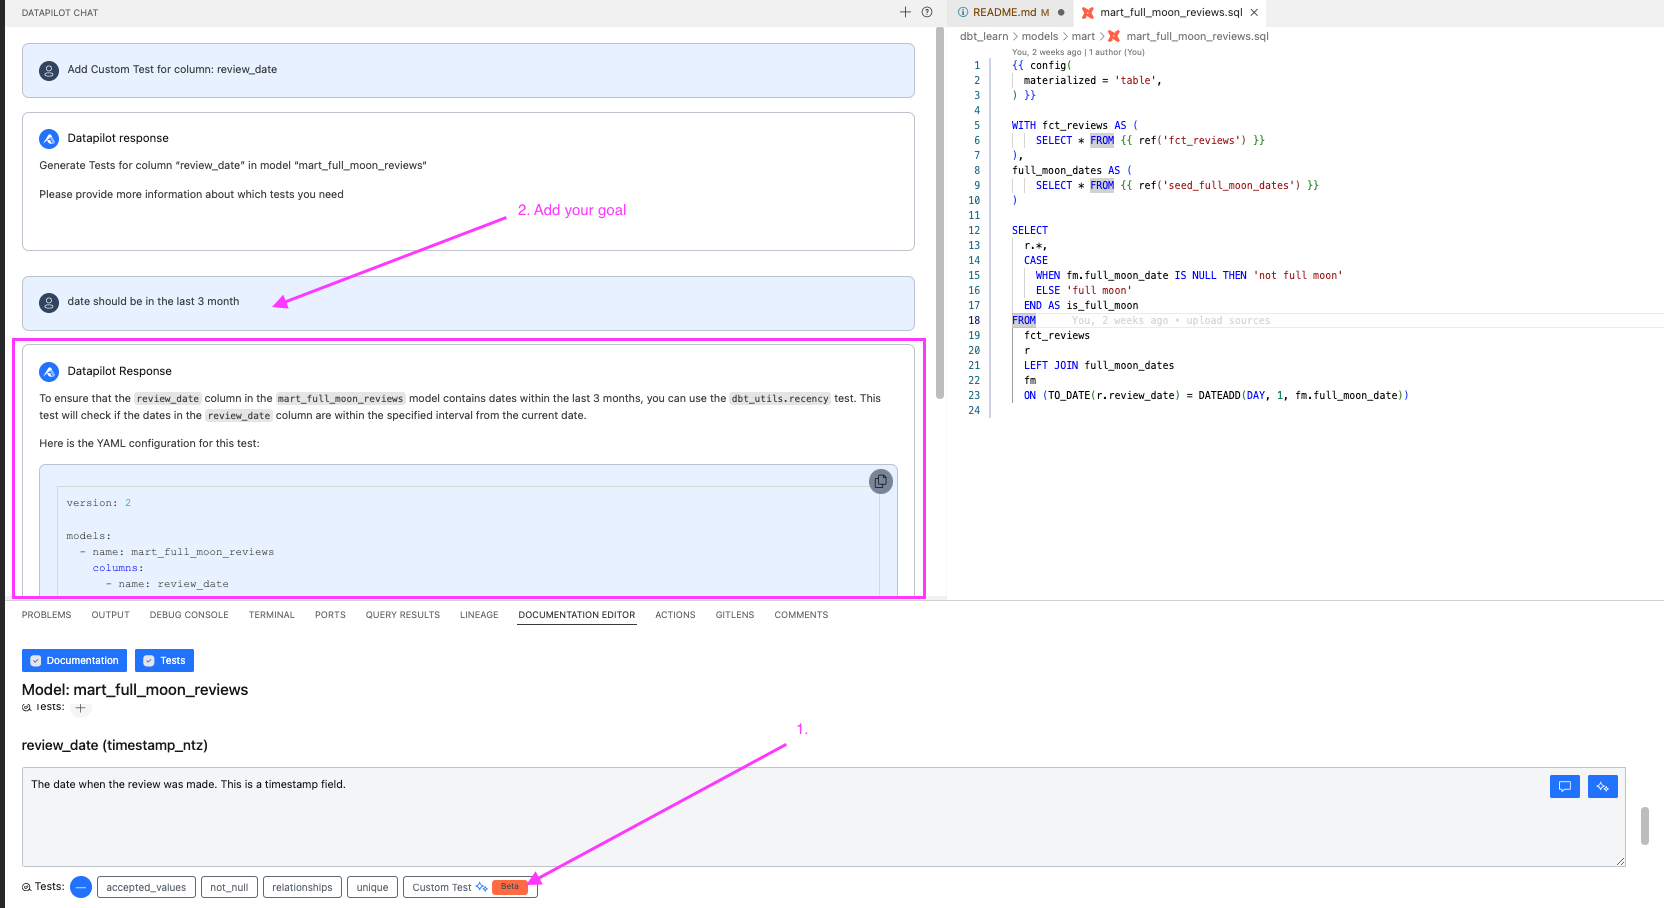 DATAPILOT CHAT
Add Custom Test for column: review_date
Datapilot response
Generate Tests for column “review_date” in model “mart_full_moon_reviews“
Please provide more information about which tests you need
2. Add your goal
date should be in the last 3 month
Datapilot Response
To ensure that the review_date column in the mart_full_moon_reviews model contains dates within the last 3 months, you can use the dbt_utils.recency test. This
test will check if the dates in the review_date column are within the specified interval from the current date.
Here is the YAML configuration for this test:
version: 2
models:
  - name: mart_full_moon_reviews
    columns:
      - name: review_date
README.md M
mart_full_moon_reviews.sql
dbt_learn > models > mart > mart_full_moon_reviews.sql
You, 2 weeks ago | 1 author (You)
1 {{ config(
2   materialized = 'table',
3 ) }}
4
5 WITH fct_reviews AS (
6     SELECT * FROM {{ ref('fct_reviews') }}
7 ),
8 full_moon_dates AS (
9     SELECT * FROM {{ ref('seed_full_moon_dates') }}
10 )
11
12 SELECT
13   r.*,
14   CASE
15     WHEN fm.full_moon_date IS NULL THEN 'not full moon'
16     ELSE 'full moon'
17   END AS is_full_moon
18 FROM You, 2 weeks ago • upload sources
19   fct_reviews
20   r
21   LEFT JOIN full_moon_dates
22   fm
23   ON (TO_DATE(r.review_date) = DATEADD(DAY, 1, fm.full_moon_date))
24
PROBLEMS OUTPUT DEBUG CONSOLE TERMINAL PORTS QUERY RESULTS LINEAGE DOCUMENTATION EDITOR ACTIONS GITLENS COMMENTS
Documentation Tests
Model: mart_full_moon_reviews
Tests:
1.
review_date (timestamp_ntz)
The date when the review was made. This is a timestamp field.
Tests: accepted_values not_null relationships unique Custom Test Beta